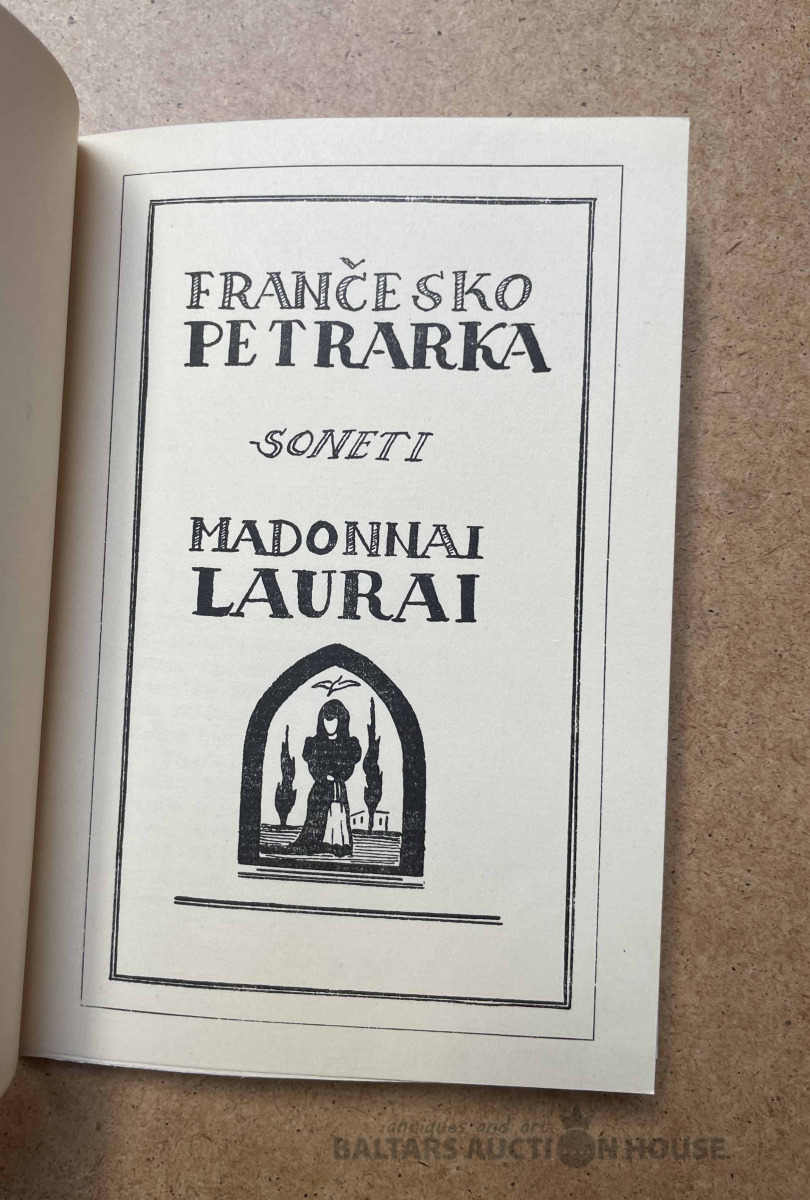 FRANČESKO
PETRARKA
SONETI
MADONNAI
LAURAI
antiques and art
BALTARS AUCTION HOUSE